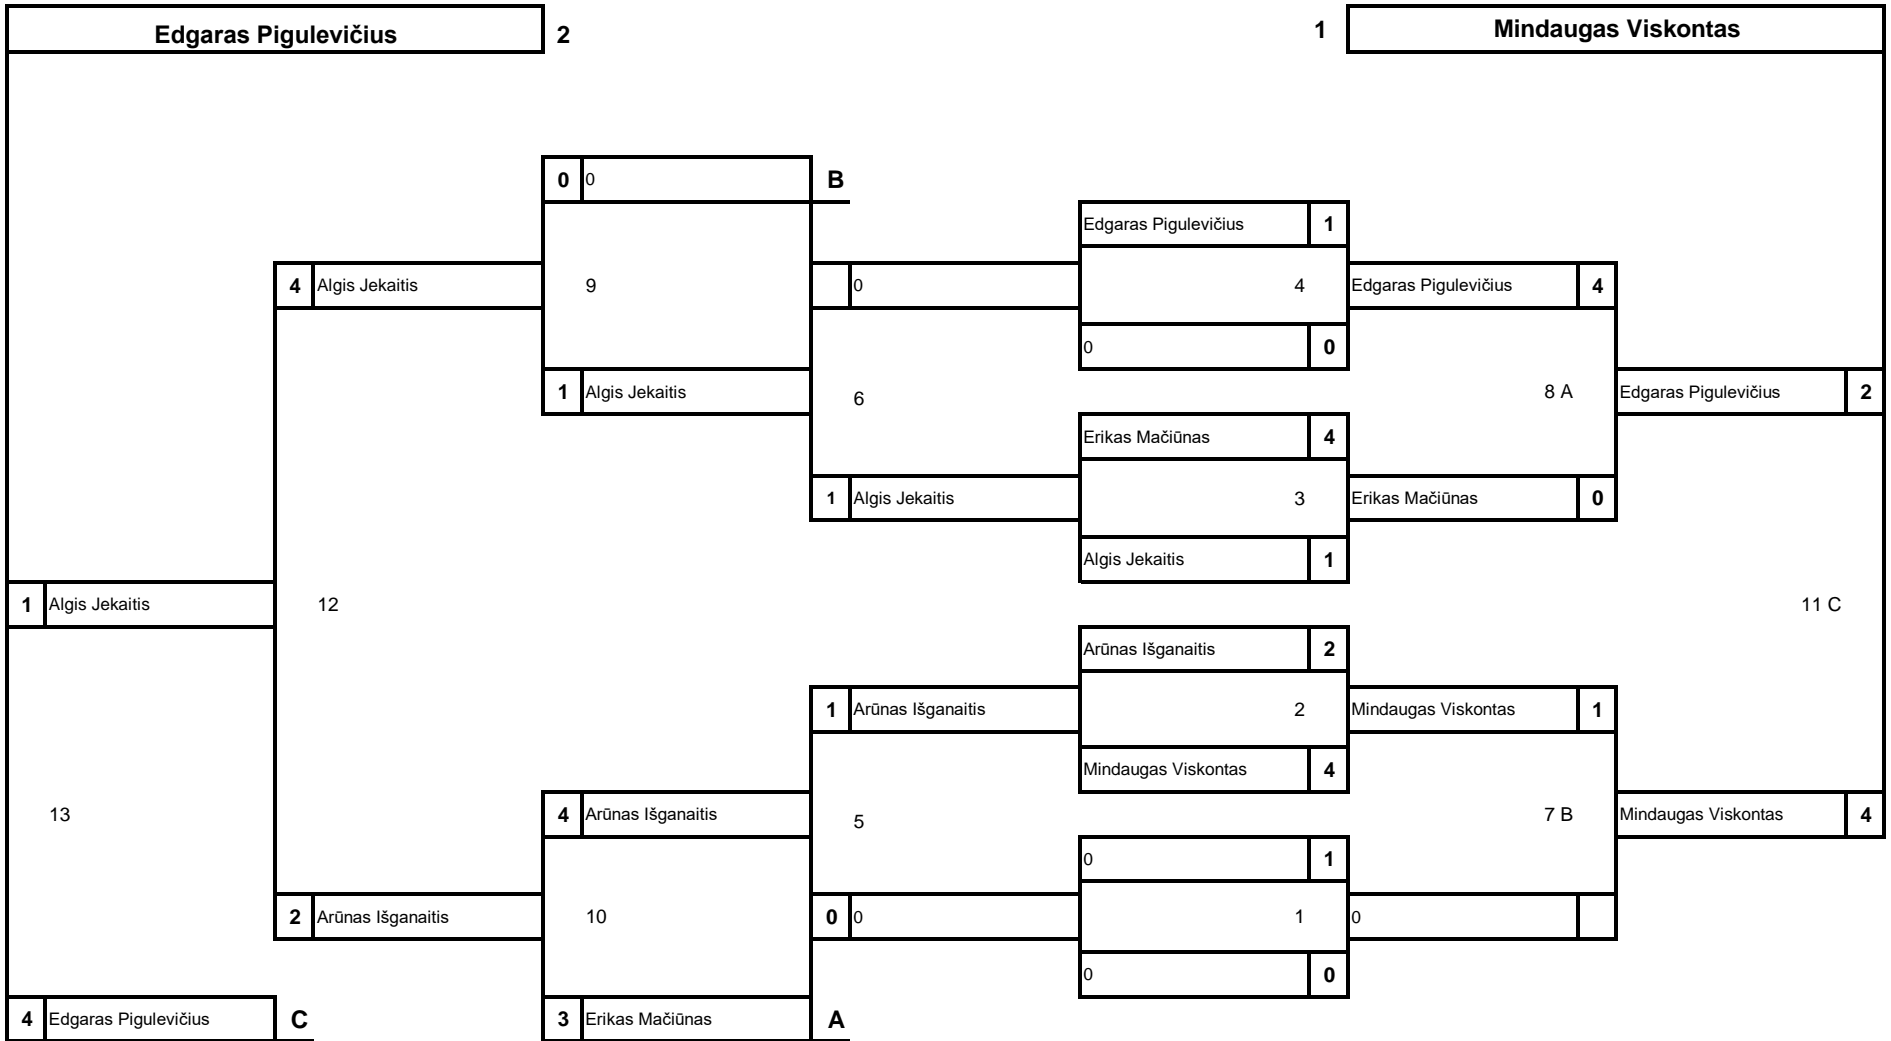 Edgaras Pigulevičius 2 1 Mindaugas Viskontas
0 0 B
Edgaras Pigulevičius 1
4 Algis Jekaitis 9 0 4 Edgaras Pigulevičius 4
0 0
1 Algis Jekaitis 6 8 A Edgaras Pigulevičius 2
Erikas Mačiūnas 4
1 Algis Jekaitis 3 Erikas Mačiūnas 0
Algis Jekaitis 1
1 Algis Jekaitis 12 11 C
Arūnas Išganaitis 2
1 Arūnas Išganaitis 2 Mindaugas Viskontas 1
Mindaugas Viskontas 4
13 4 Arūnas Išganaitis 5 7 B Mindaugas Viskontas 4
0 1
2 Arūnas Išganaitis 10 0 0 1 0
0 0
4 Edgaras Pigulevičius C 3 Erikas Mačiūnas A